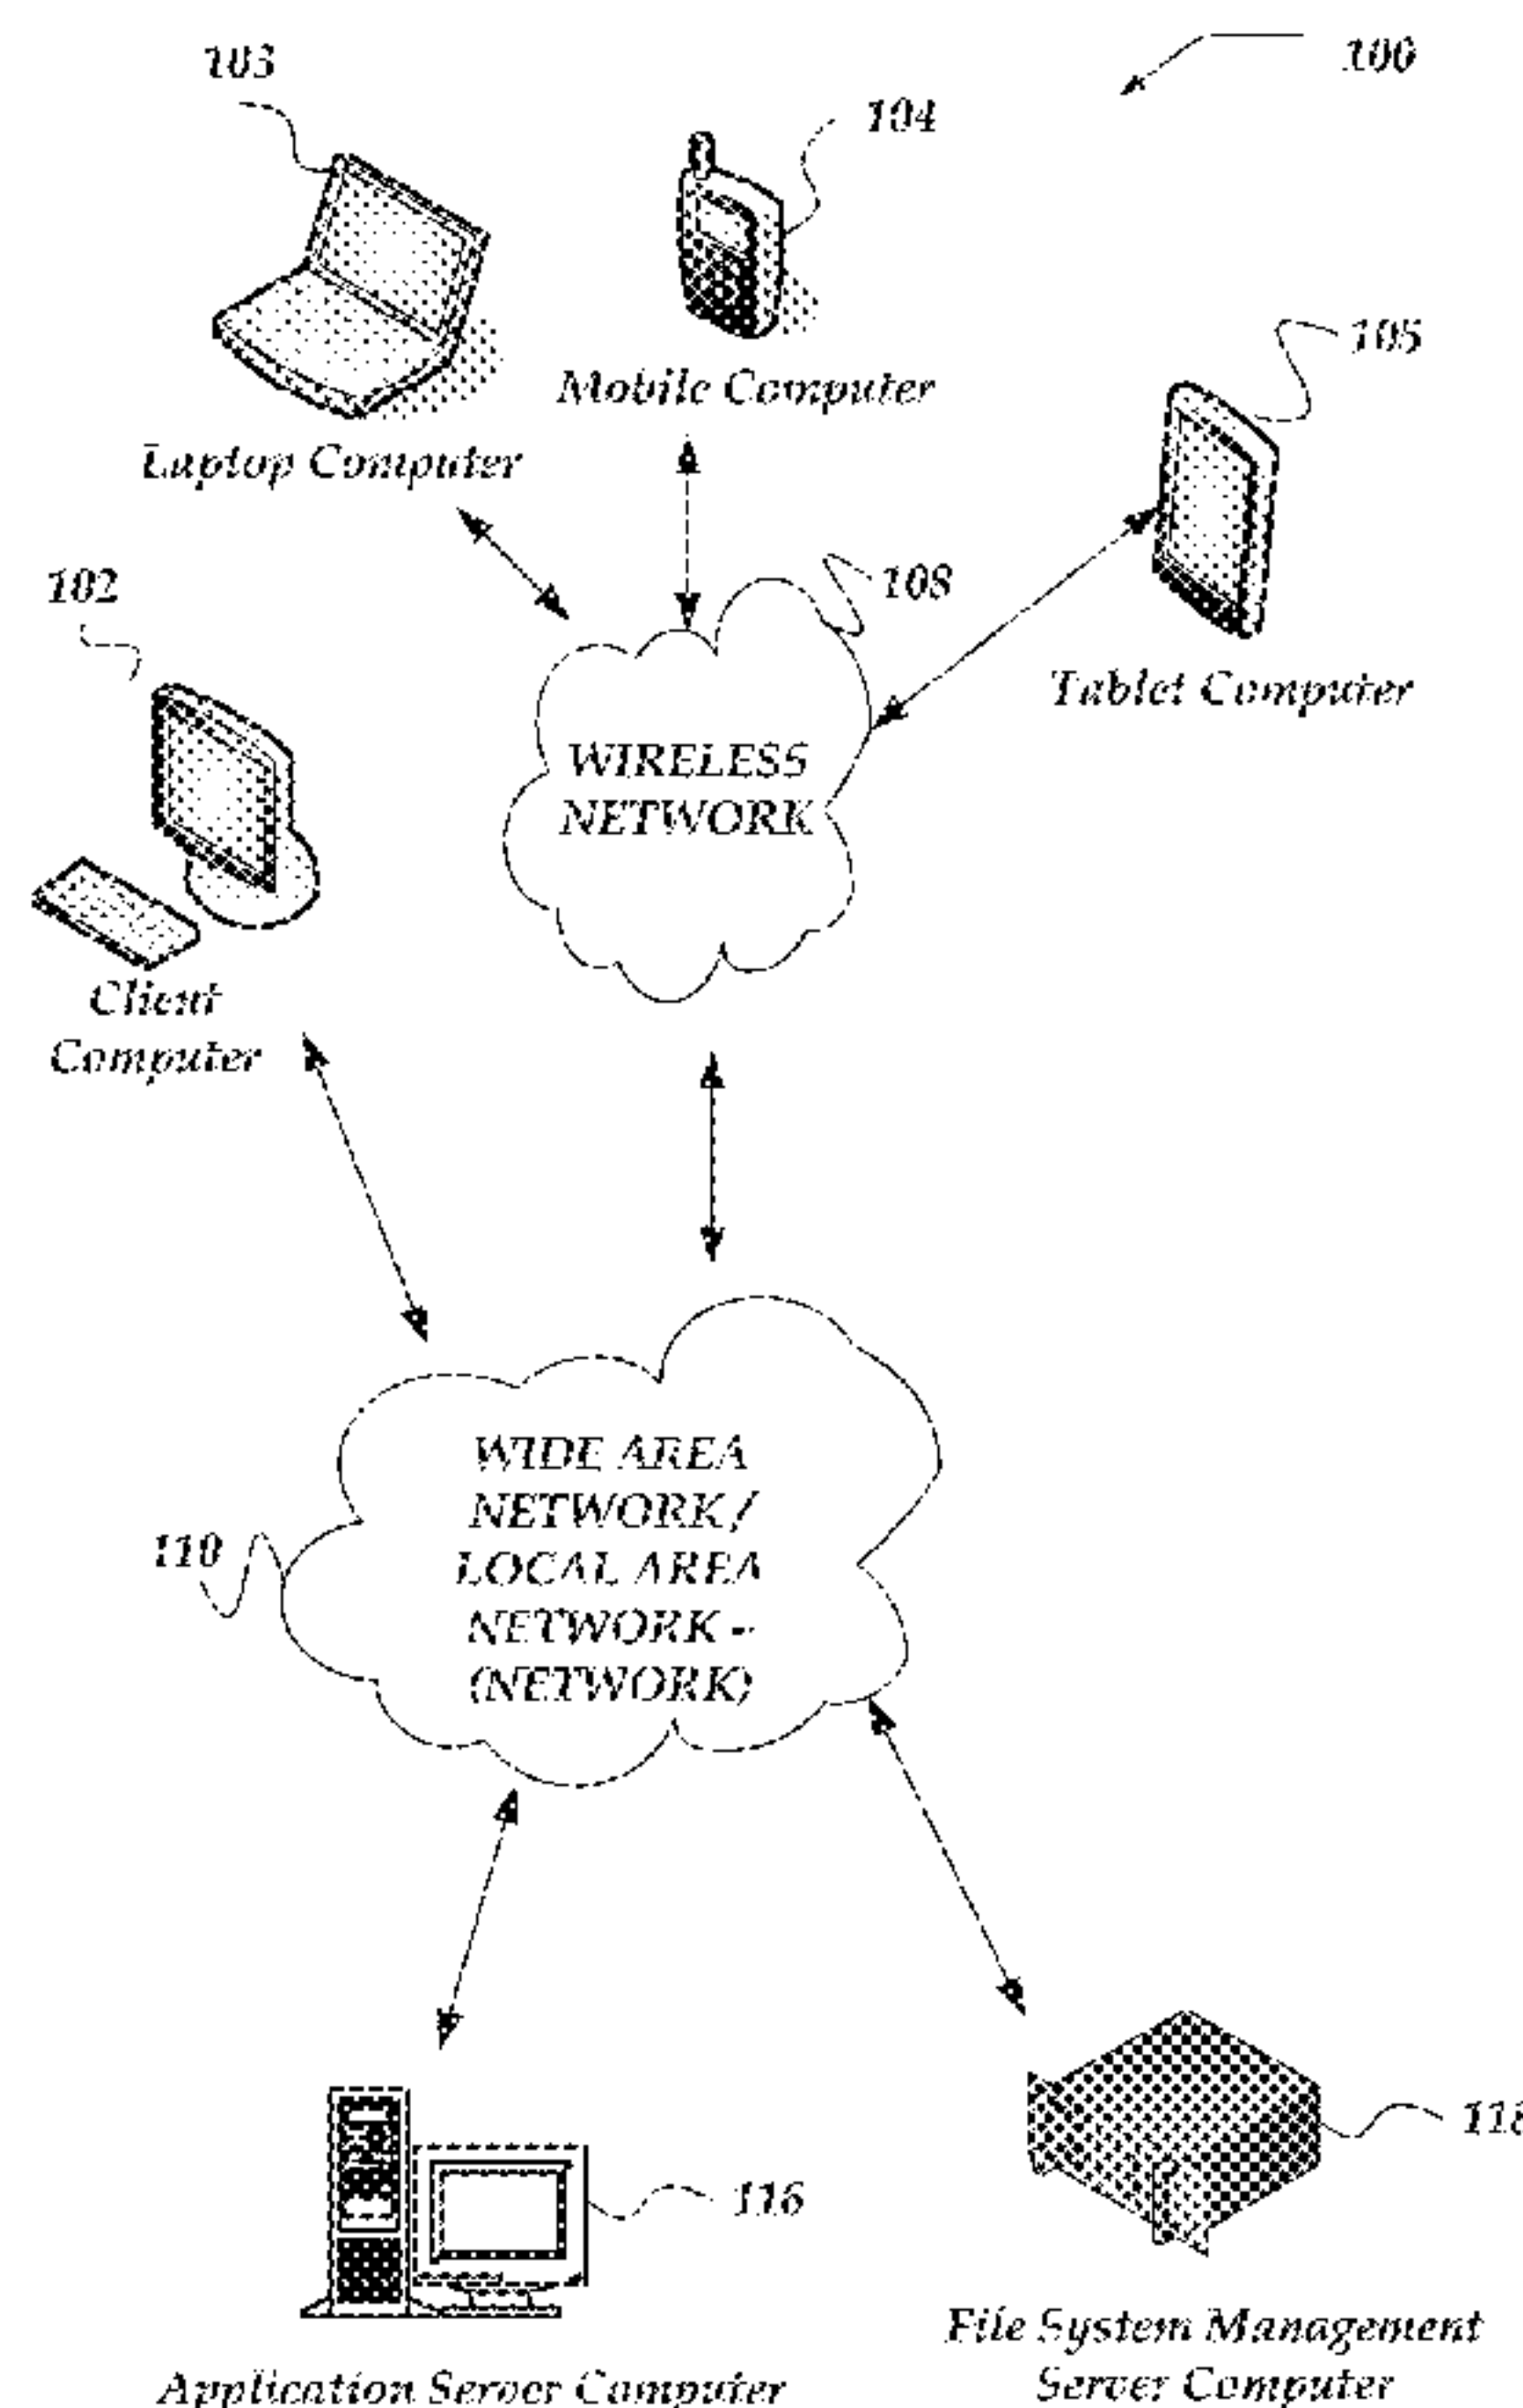 100
103
104
Mobile Computer
105
Laptop Computer
102
108
Tablet Computer
WIRELESS
NETWORK
Client
Computer
WIDE AREA
NETWORK /
LOCAL AREA
NETWORK -
(NETWORK)
110
118
116
File System Management
Server Computer
Application Server Computer